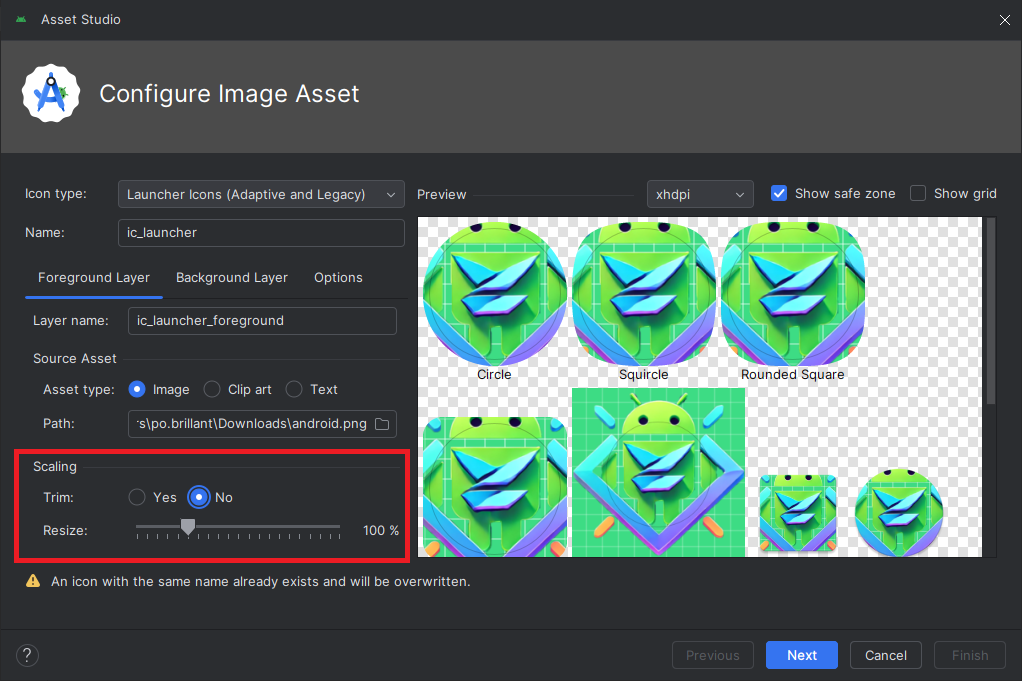 Asset Studio
Configure Image Asset
Icon type: Launcher Icons (Adaptive and Legacy)
Name: ic_launcher
Foreground Layer Background Layer Options
Layer name: ic_launcher_foreground
Source Asset
Asset type: Image Clip art Text
Path: s\po.brillant\Downloads\android.png
Scaling
Trim: Yes No
Resize: 100 %
Preview xhdpi Show safe zone Show grid
Circle Squircle Rounded Square
An icon with the same name already exists and will be overwritten.
? Previous Next Cancel Finish